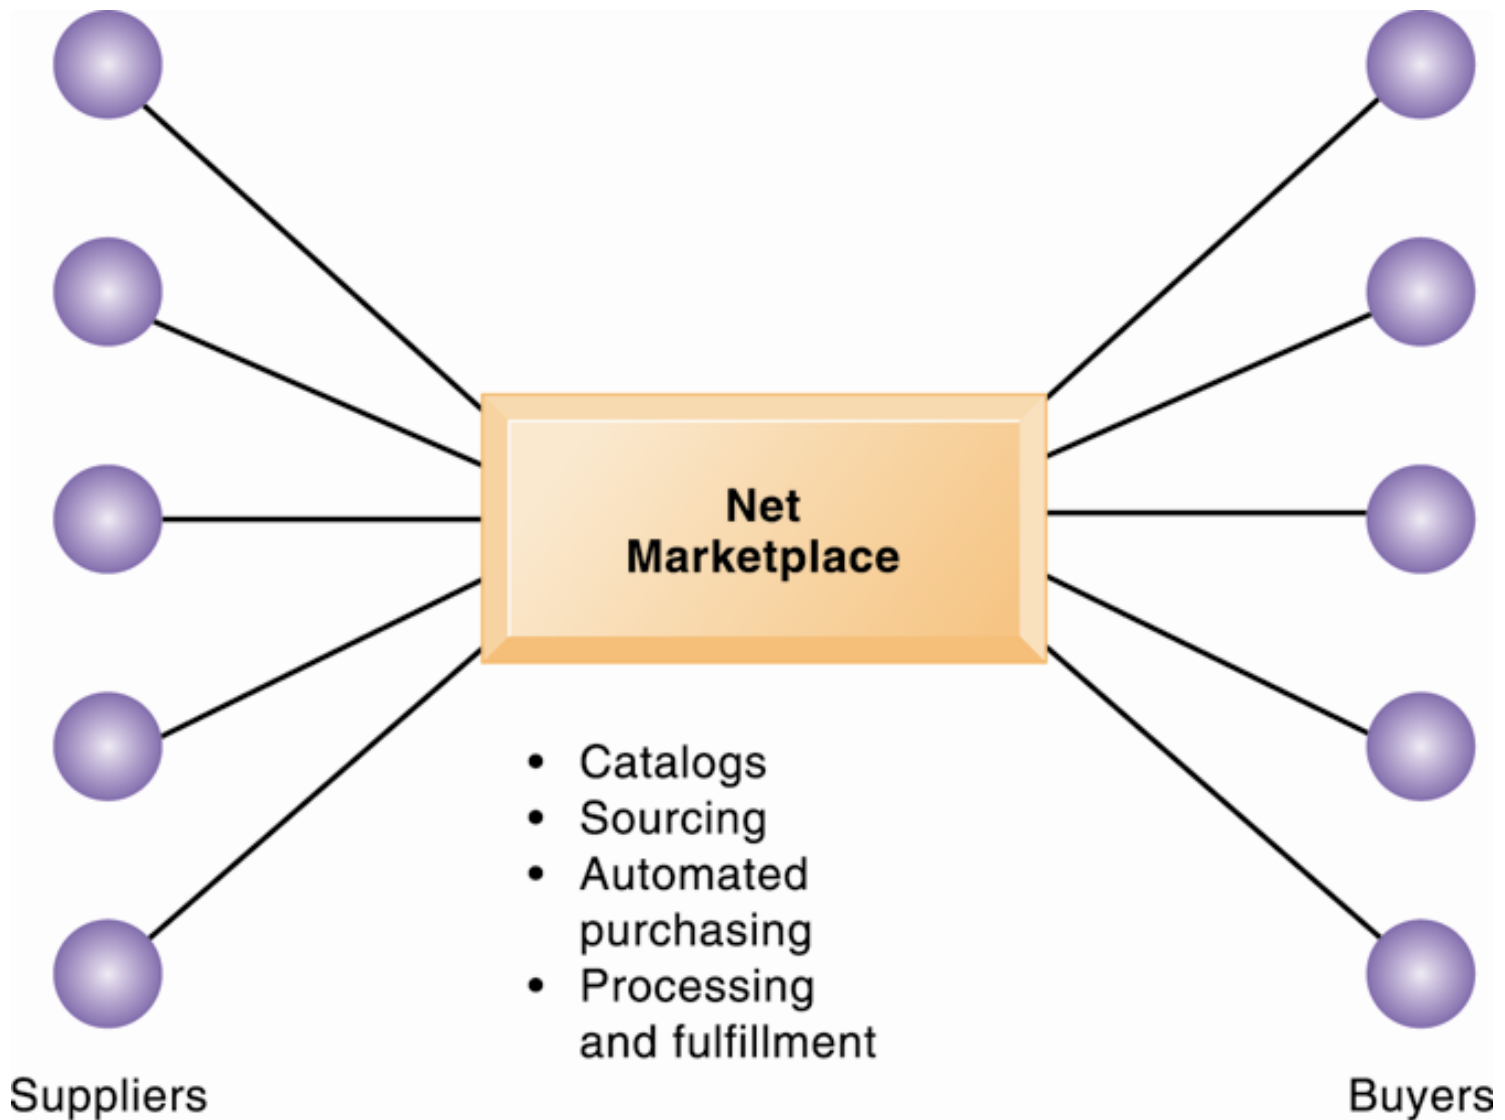 Net
Marketplace
• Catalogs
• Sourcing
• Automated
purchasing
• Processing
and fulfillment
Suppliers
Buyers